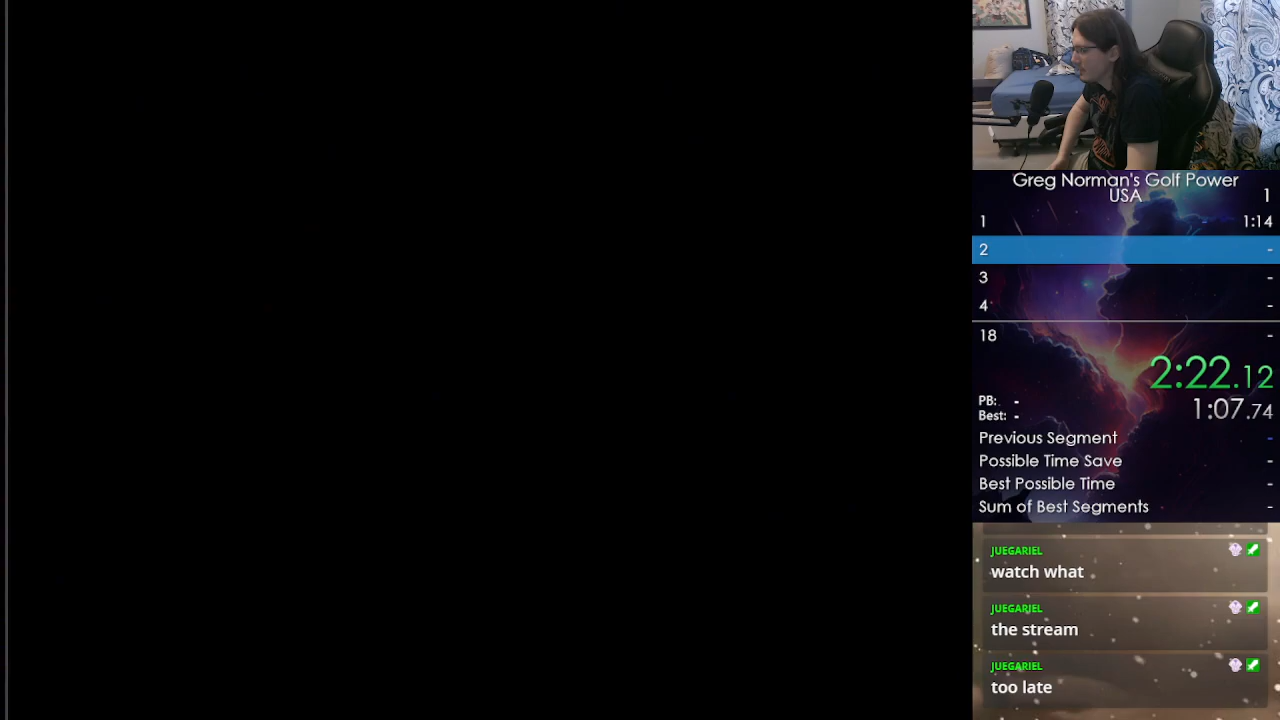 Greg Norman's Golf Power
USA 1
1 1:14
2 -
3 -
4 -
18 -
2:22.12
PB: -
1:07.74
Best: -
Previous Segment -
Possible Time Save -
Best Possible Time -
Sum of Best Segments -
JUEGARIEL
watch what
JUEGARIEL
the stream
JUEGARIEL
too late